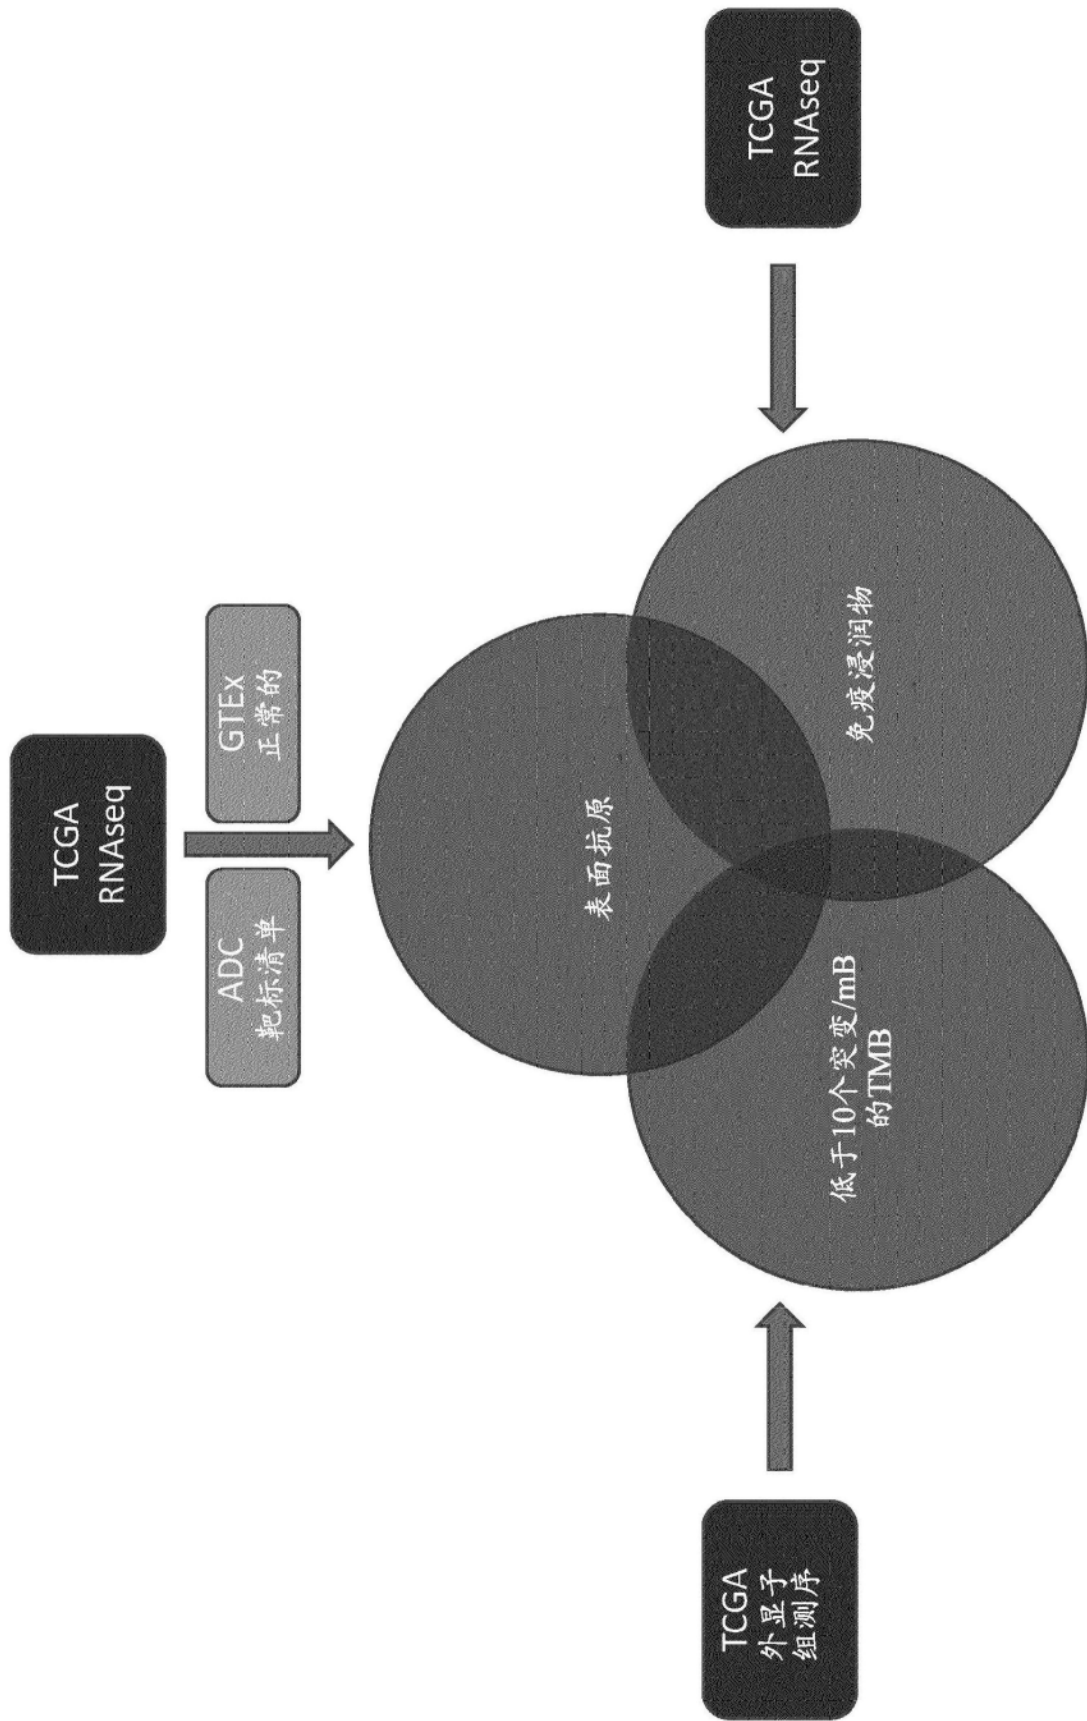 TCGA
RNAseq
ADC
靶标清单
GTEx
正常的
表面抗原
低于10个突变/mB
的TMB
免疫浸润物
TCGA
外显子
组测序
TCGA
RNAseq